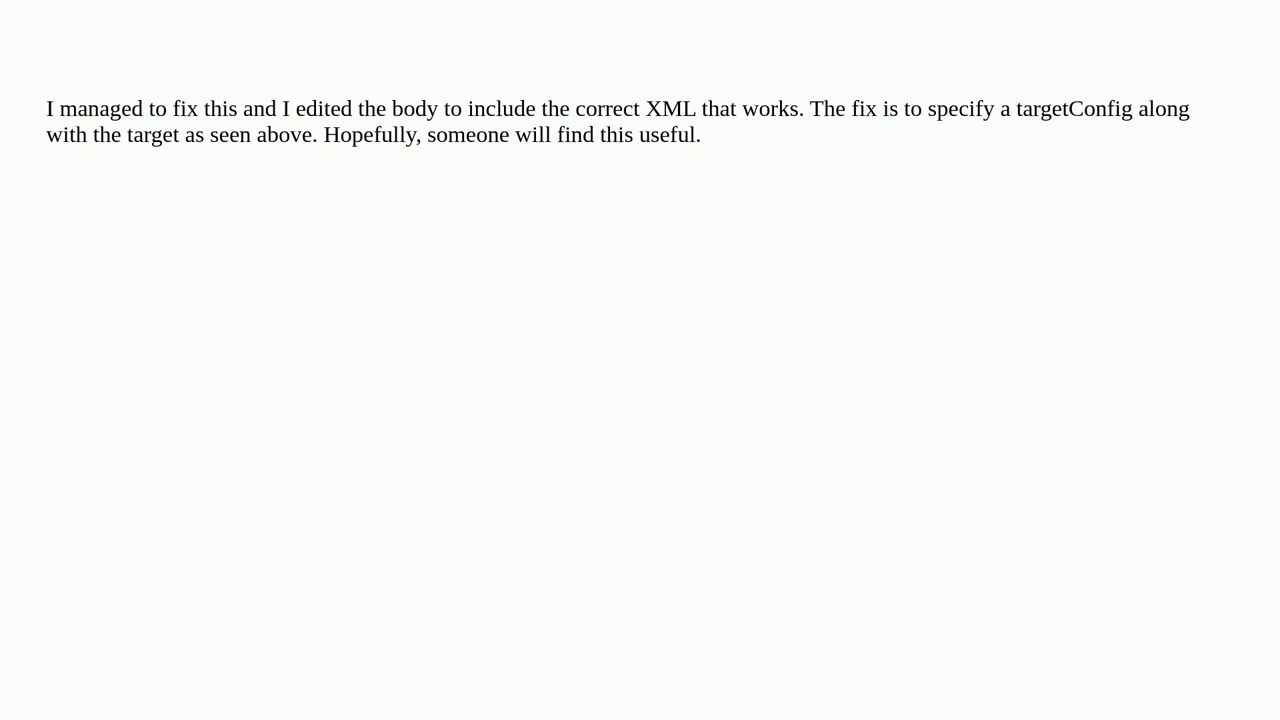 I managed to fix this and I edited the body to include the correct XML that works. The fix is to specify a targetConfig along
with the target as seen above. Hopefully, someone will find this useful.